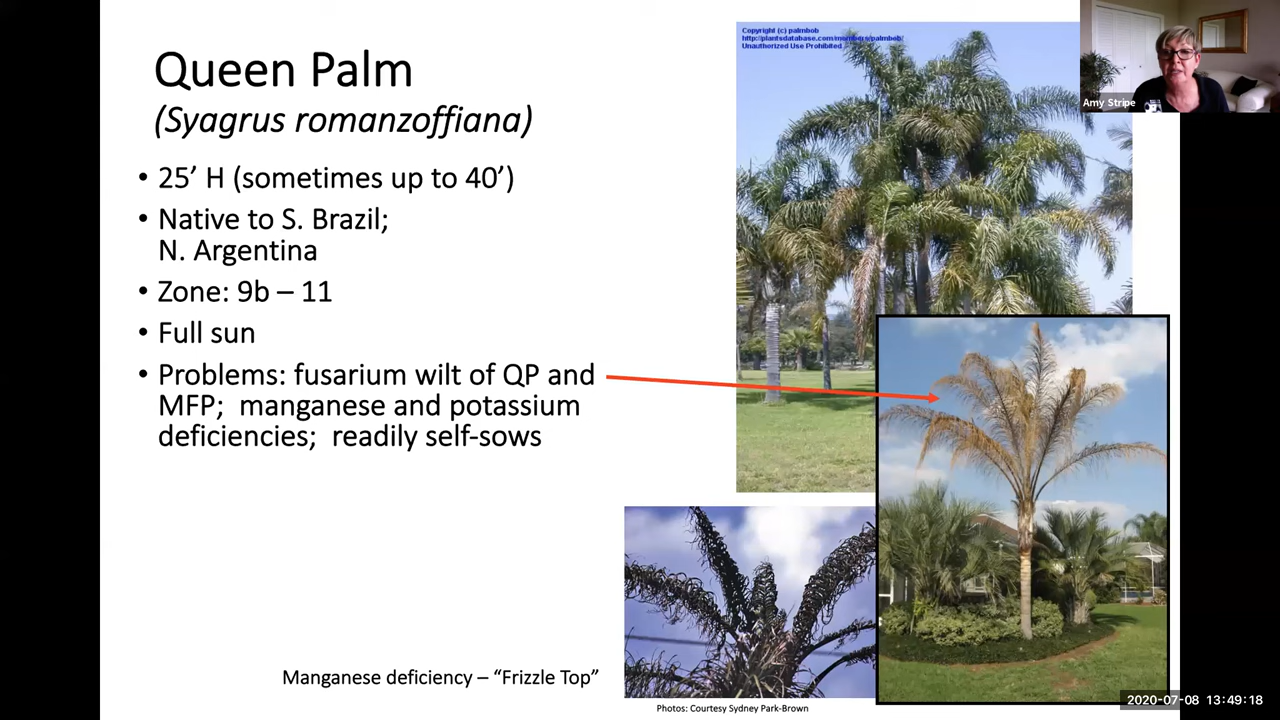 Queen Palm
(Syagrus romanzoffiana)
• 25’ H (sometimes up to 40’)
• Native to S. Brazil;
N. Argentina
• Zone: 9b – 11
• Full sun
• Problems: fusarium wilt of QP and
MFP; manganese and potassium
deficiencies; readily self-sows
Manganese deficiency – “Frizzle Top”
Copyright (c) palmbob
http://plantsdatabase.com/members/palmbob/
Unauthorized Use Prohibited
Amy Stripe
Photos: Courtesy Sydney Park-Brown
2020-07-08 13:49:18